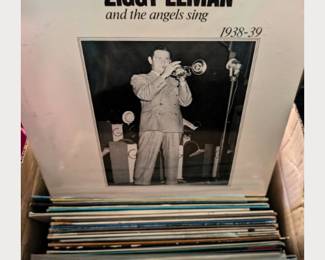 ZIGGY ELMAN
and the angels sing
1938-39